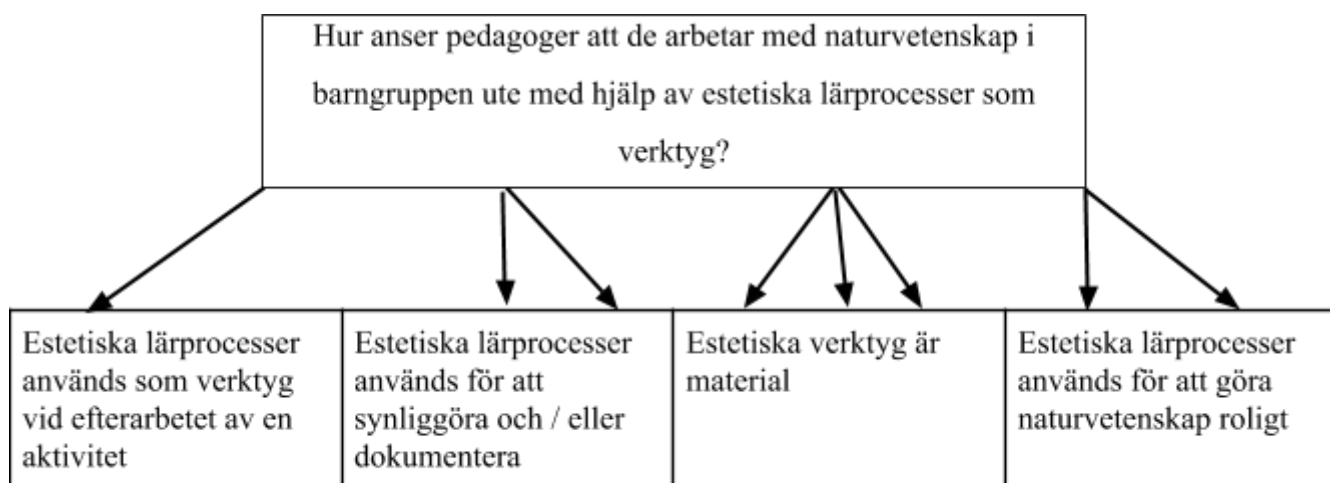 Hur anser pedagoger att de arbetar med naturvetenskap i
barngruppen ute med hjälp av estetiska lärprocesser som
verktyg?
Estetiska lärprocesser
används som verktyg
vid efterarbetet av en
aktivitet
Estetiska lärprocesser
används för att
synliggöra och / eller
dokumentera
Estetiska verktyg är
material
Estetiska lärprocesser
används för att göra
naturvetenskap roligt